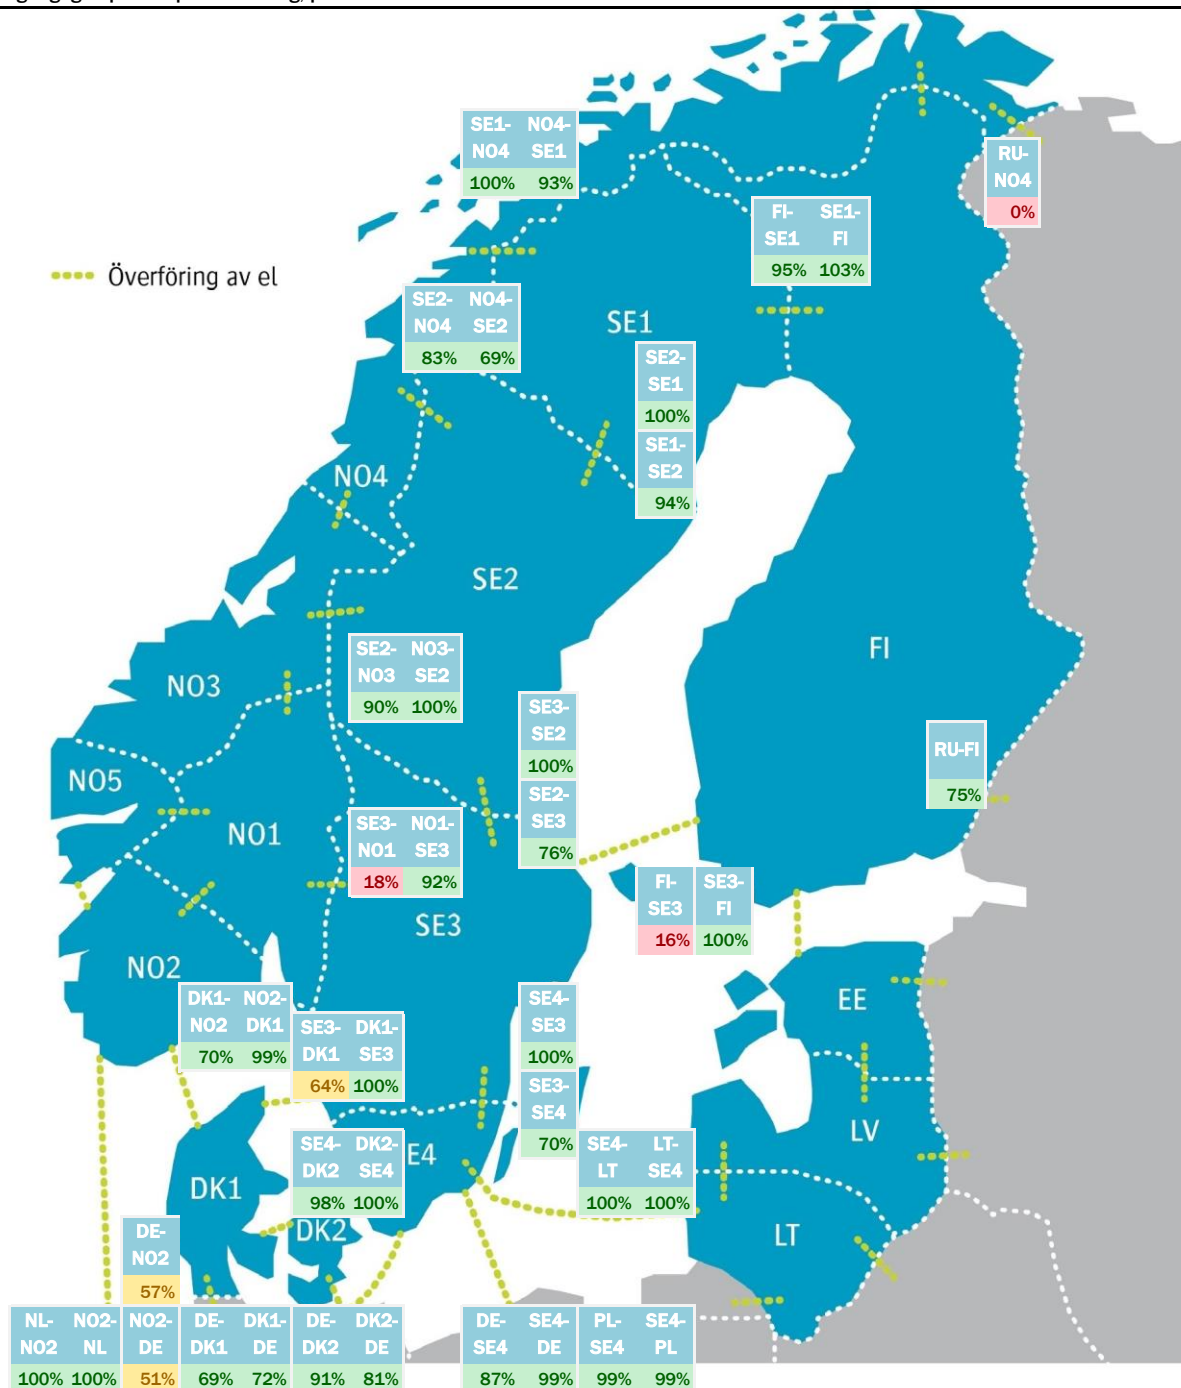 SE1- NO4-
NO4 SE1
100% 93%
RU-
NO4
0%
FI- SE1-
SE1 FI
95% 103%
Överföring av el
SE2- NO4-
NO4 SE2
83% 69%
SE1
SE2-
SE1
100%
SE1-
SE2
94%
NO4
SE2
FI
SE2- NO3-
NO3 SE2
90% 100%
NO3
SE3-
SE2
100%
RU-FI
75%
NO5
SE2-
SE3
76%
NO1
SE3- NO1-
NO1 SE3
18% 92%
FI- SE3-
SE3 FI
16% 100%
SE3
NO2
EE
DK1- NO2-
NO2 DK1
70% 99%
SE3- DK1-
DK1 SE3
64% 100%
SE4-
SE3
100%
SE3-
SE4
70%
LV
SE4- DK2-
DK2 SE4
98% 100%
E4
SE4- LT-
LT SE4
100% 100%
DK1
DK2
LT
DE-
NO2
57%
NL- NO2- NO2- DE- DK1- DE- DK2- DE- SE4- PL- SE4-
NO2 NL DE DK1 DE DK2 DE SE4 DE SE4 PL
100% 100% 51% 69% 72% 91% 81% 87% 99% 99% 99%